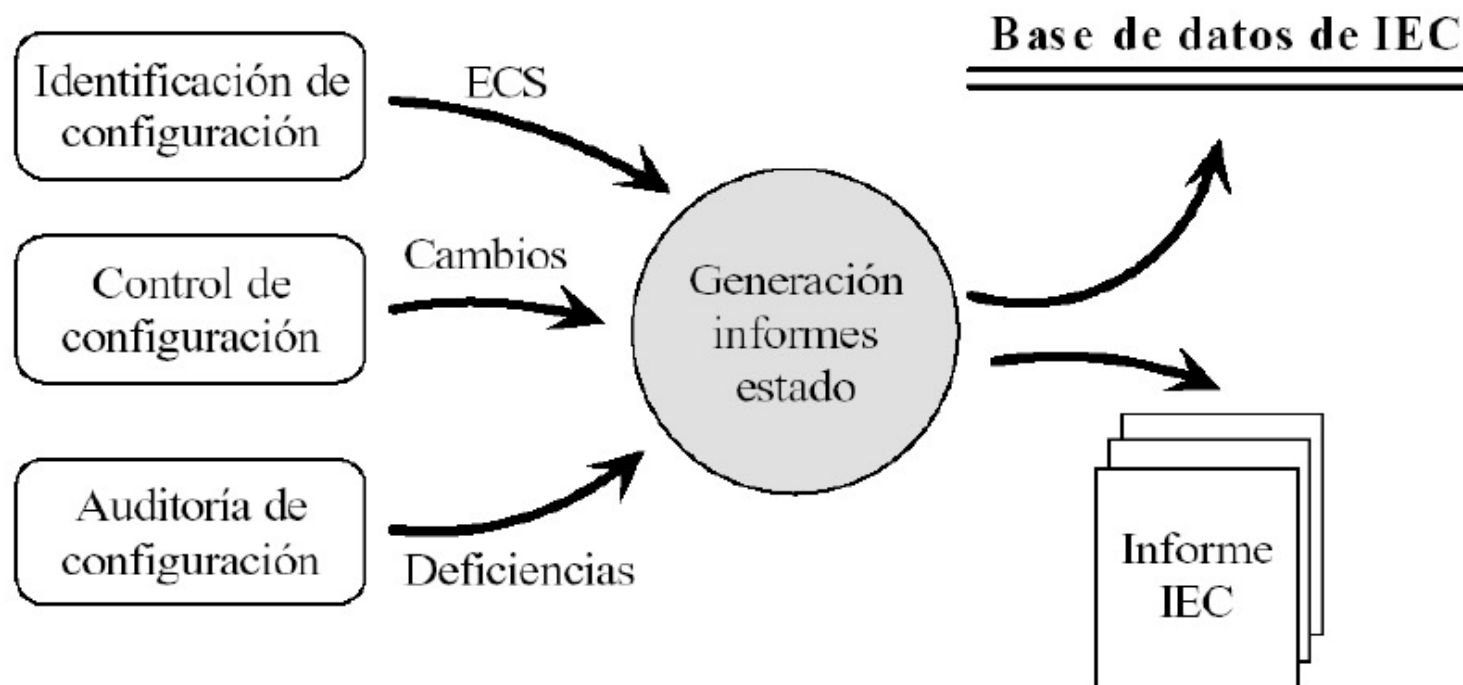 Base de datos de IEC
Identificación de
configuración
ECS
Control de
configuración
Cambios
Generación
informes
estado
Auditoría de
configuración
Deficiencias
Informe
IEC